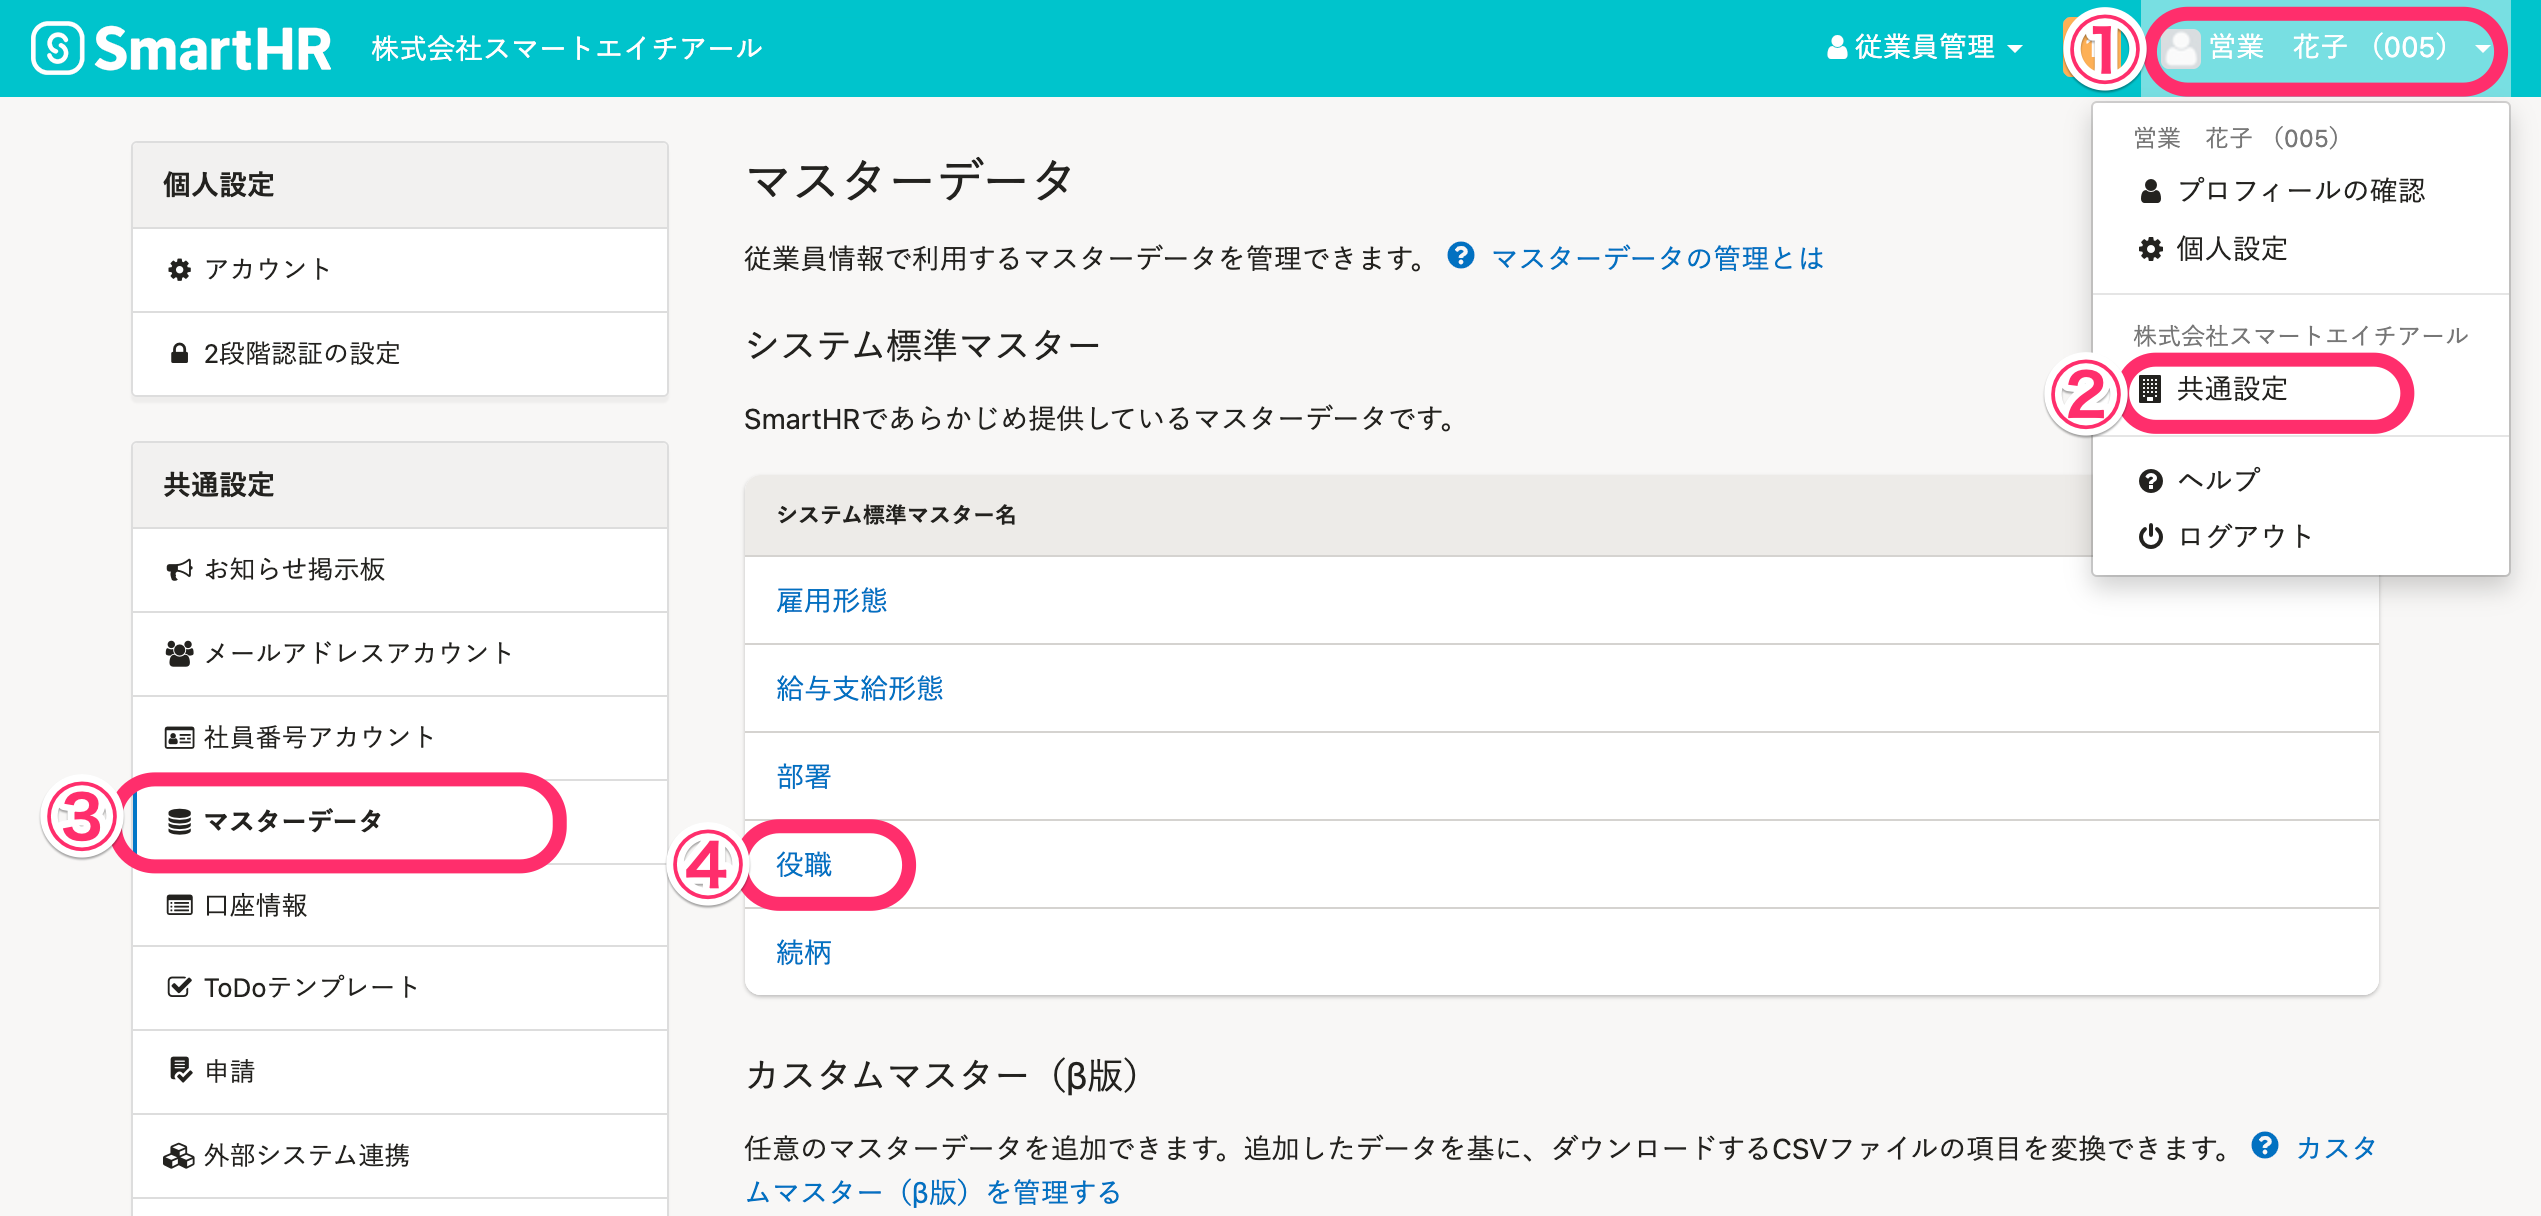 SmartHR 株式会社スマートエイチアール
従業員管理
① 営業　花子 （005）
営業　花子 （005）
プロフィールの確認
個人設定
株式会社スマートエイチアール
② 共通設定
ヘルプ
ログアウト
個人設定
アカウント
2段階認証の設定
共通設定
お知らせ掲示板
メールアドレスアカウント
社員番号アカウント
③ マスターデータ
口座情報
ToDoテンプレート
申請
外部システム連携
マスターデータ
従業員情報で利用するマスターデータを管理できます。 マスターデータの管理とは
システム標準マスター
SmartHRであらかじめ提供しているマスターデータです。
システム標準マスター名
雇用形態
給与支給形態
部署
④ 役職
続柄
カスタムマスター（β版）
任意のマスターデータを追加できます。追加したデータを基に、ダウンロードするCSVファイルの項目を変換できます。 カスタ
ムマスター（β版）を管理する